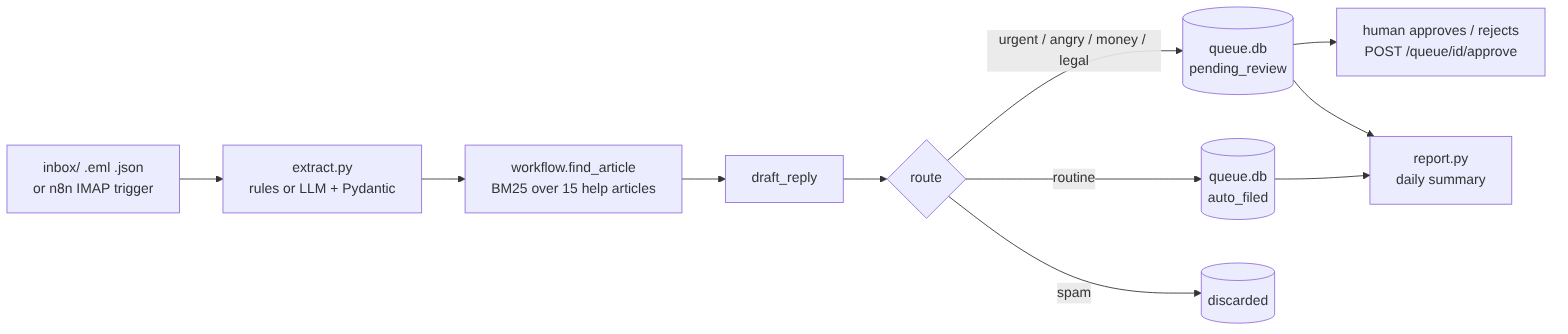 inbox/ .eml .json
or n8n IMAP trigger
extract.py
rules or LLM + Pydantic
workflow.find_article
BM25 over 15 help articles
draft_reply
route
urgent / angry / money /
legal
routine
spam
queue.db
pending_review
queue.db
auto_filed
discarded
human approves / rejects
POST /queue/id/approve
report.py
daily summary